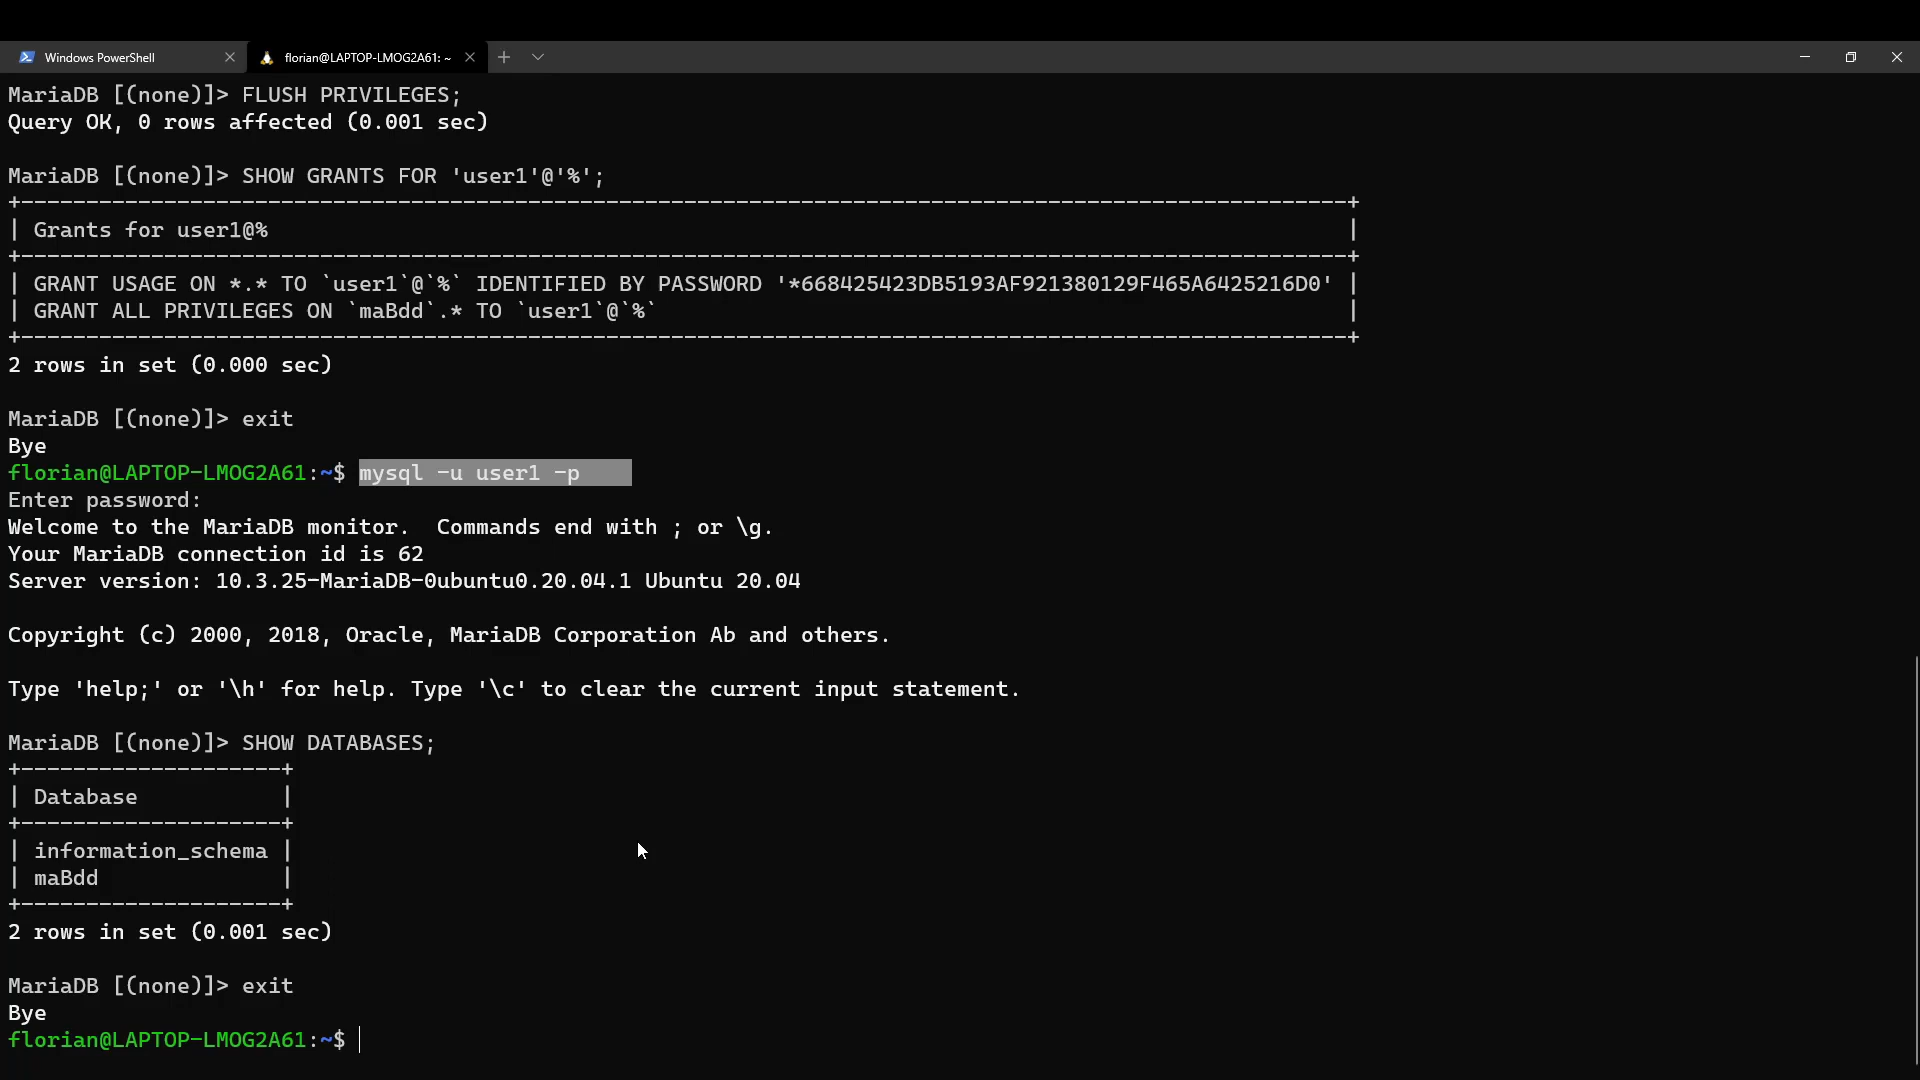 Windows PowerShell
florian@LAPTOP-LMOG2A61: ~
MariaDB [(none)]> FLUSH PRIVILEGES;
Query OK, 0 rows affected (0.001 sec)
MariaDB [(none)]> SHOW GRANTS FOR 'user1'@'%';
+------------------------------------------------------------------------------------------------------+
| Grants for user1@% |
+------------------------------------------------------------------------------------------------------+
| GRANT USAGE ON *.* TO `user1`@`%` IDENTIFIED BY PASSWORD '*668425423DB5193AF921380129F465A6425216D0' |
| GRANT ALL PRIVILEGES ON `maBdd`.* TO `user1`@`%` |
+------------------------------------------------------------------------------------------------------+
2 rows in set (0.000 sec)
MariaDB [(none)]> exit
Bye
florian@LAPTOP-LMOG2A61:~$ mysql -u user1 -p
Enter password:
Welcome to the MariaDB monitor.  Commands end with ; or \g.
Your MariaDB connection id is 62
Server version: 10.3.25-MariaDB-0ubuntu0.20.04.1 Ubuntu 20.04
Copyright (c) 2000, 2018, Oracle, MariaDB Corporation Ab and others.
Type 'help;' or '\h' for help. Type '\c' to clear the current input statement.
MariaDB [(none)]> SHOW DATABASES;
+--------------------+
| Database           |
+--------------------+
| information_schema |
| maBdd              |
+--------------------+
2 rows in set (0.001 sec)
MariaDB [(none)]> exit
Bye
florian@LAPTOP-LMOG2A61:~$